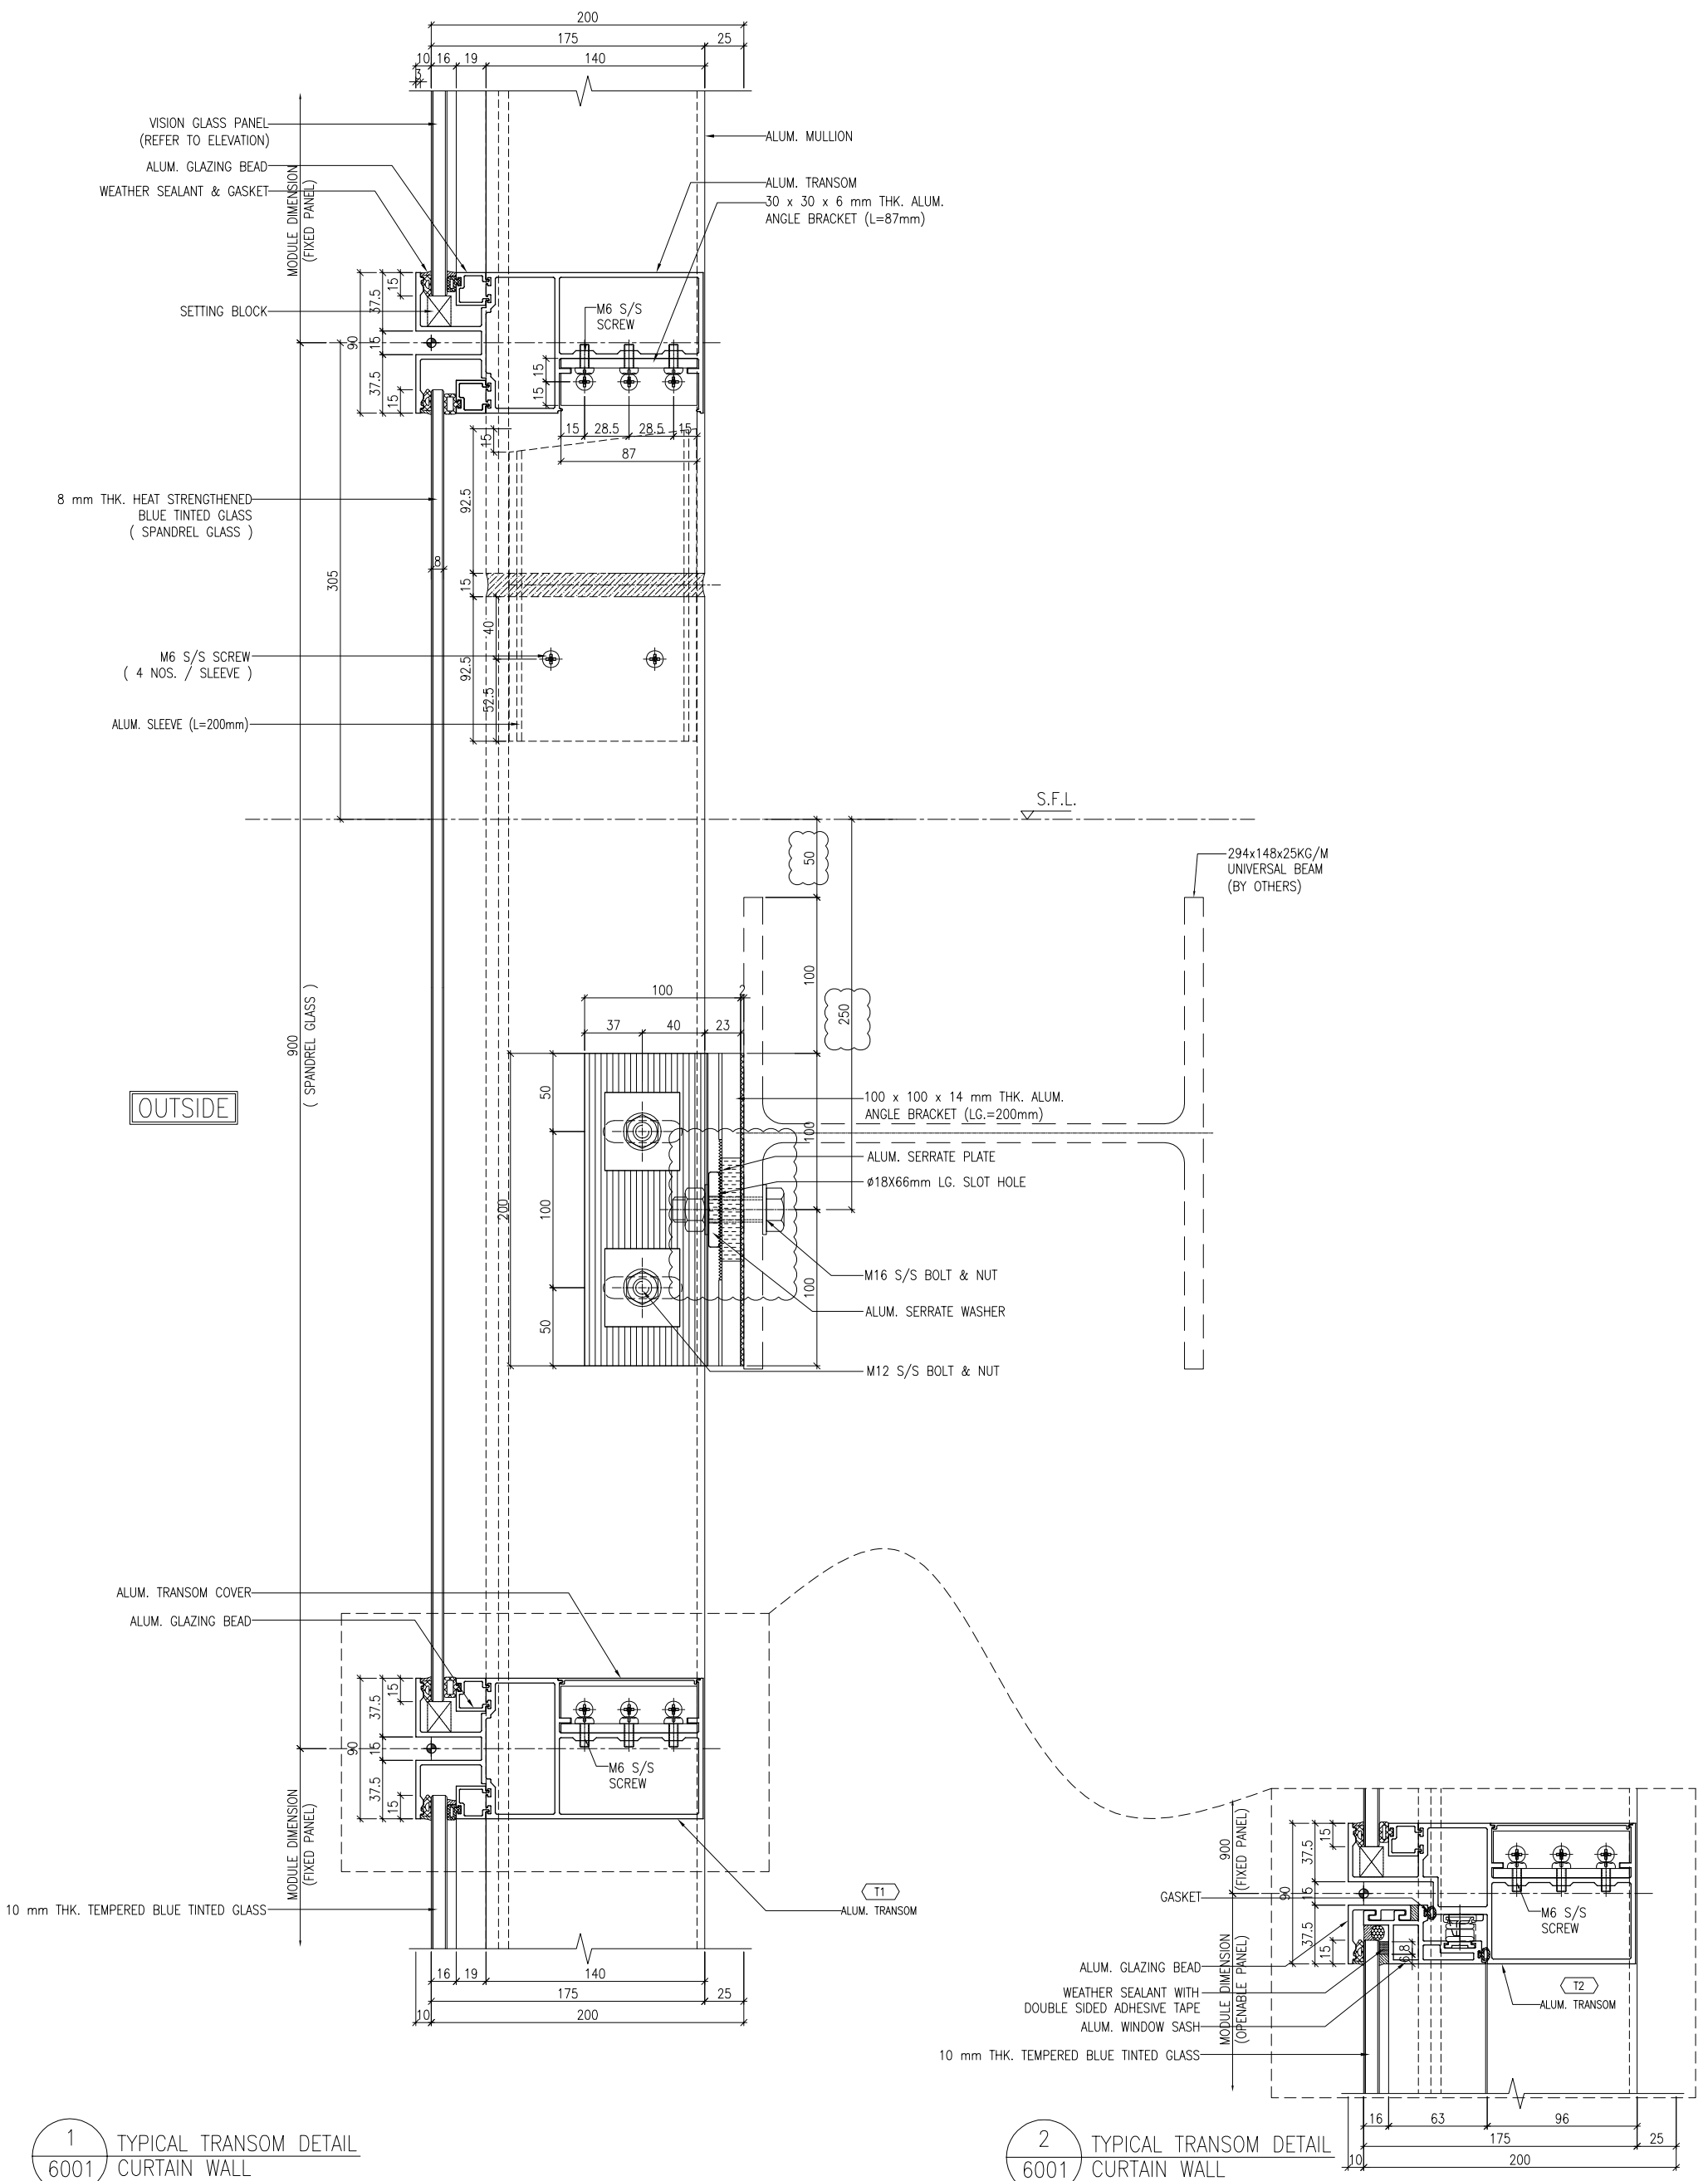 200
175
25
10
16
19
140
3
VISION GLASS PANEL
(REFER TO ELEVATION)
ALUM. GLAZING BEAD
WEATHER SEALANT & GASKET
MODULE DIMENSION
(FIXED PANEL)
ALUM. MULLION
ALUM. TRANSOM
30 x 30 x 6 mm THK. ALUM.
ANGLE BRACKET (L=87mm)
SETTING BLOCK
90
37.5
15
37.5
15
15
M6 S/S
SCREW
15
15
15
28.5
28.5
15
87
15
92.5
8 mm THK. HEAT STRENGTHENED
BLUE TINTED GLASS
( SPANDREL GLASS )
8
305
15
40
92.5
52.5
M6 S/S SCREW
( 4 NOS. / SLEEVE )
ALUM. SLEEVE (L=200mm)
S.F.L.
50
294x148x25KG/M
UNIVERSAL BEAM
(BY OTHERS)
100
250
100
2
37
40
23
900
( SPANDREL GLASS )
OUTSIDE
50
100
50
200
100 x 100 x 14 mm THK. ALUM.
ANGLE BRACKET (LG.=200mm)
100
ALUM. SERRATE PLATE
ø18X66mm LG. SLOT HOLE
M16 S/S BOLT & NUT
100
ALUM. SERRATE WASHER
M12 S/S BOLT & NUT
ALUM. TRANSOM COVER
ALUM. GLAZING BEAD
90
37.5
15
37.5
15
15
M6 S/S
SCREW
MODULE DIMENSION
(FIXED PANEL)
10 mm THK. TEMPERED BLUE TINTED GLASS
T1
ALUM. TRANSOM
16
19
140
175
25
10
200
900
(FIXED PANEL)
90
37.5
15
37.5
15
15
GASKET
M6 S/S
SCREW
6.8
ALUM. GLAZING BEAD
WEATHER SEALANT WITH
DOUBLE SIDED ADHESIVE TAPE
ALUM. WINDOW SASH
MODULE DIMENSION
(OPENABLE PANEL)
T2
ALUM. TRANSOM
10 mm THK. TEMPERED BLUE TINTED GLASS
16
63
96
175
25
10
200
1
6001
TYPICAL TRANSOM DETAIL
CURTAIN WALL
2
6001
TYPICAL TRANSOM DETAIL
CURTAIN WALL